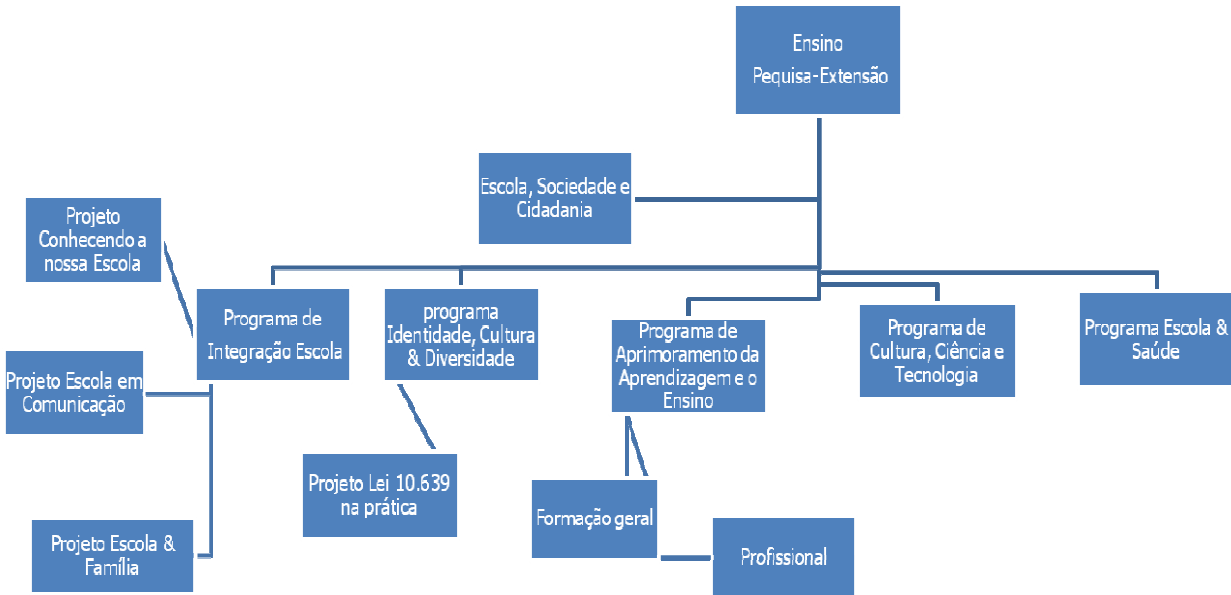 Ensino
Pequisa-Extensão
Escola, Sociedade e
Cidadania
Projeto
Conhecendo a
nossa Escola
Programa de
Integração Escola
programa
Identidade, Cultura
& Diversidade
Programa de
Aprimoramento da
Aprendizagem e o
Ensino
Programa de
Cultura, Ciência e
Tecnologia
Programa Escola &
Saúde
Projeto Escola em
Comunicação
Projeto Lei 10.639
na prática
Formação geral
Projeto Escola &
Família
Profissional